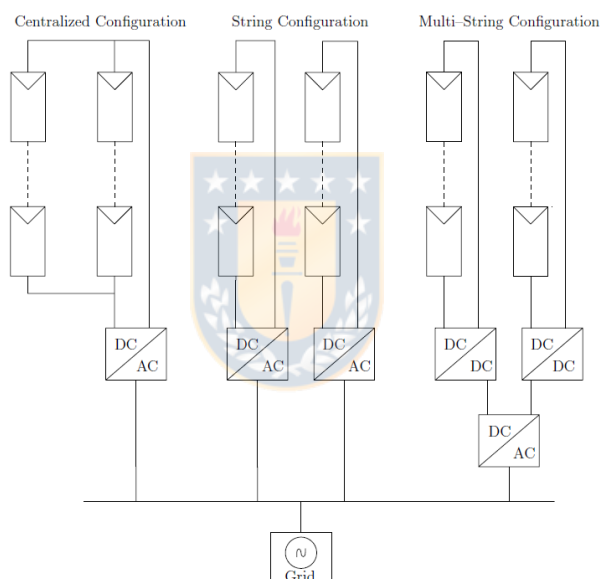 Centralized Configuration
String Configuration
Multi–String Configuration
DC
AC
DC
AC
DC
AC
DC
DC
DC
DC
DC
AC
Grid